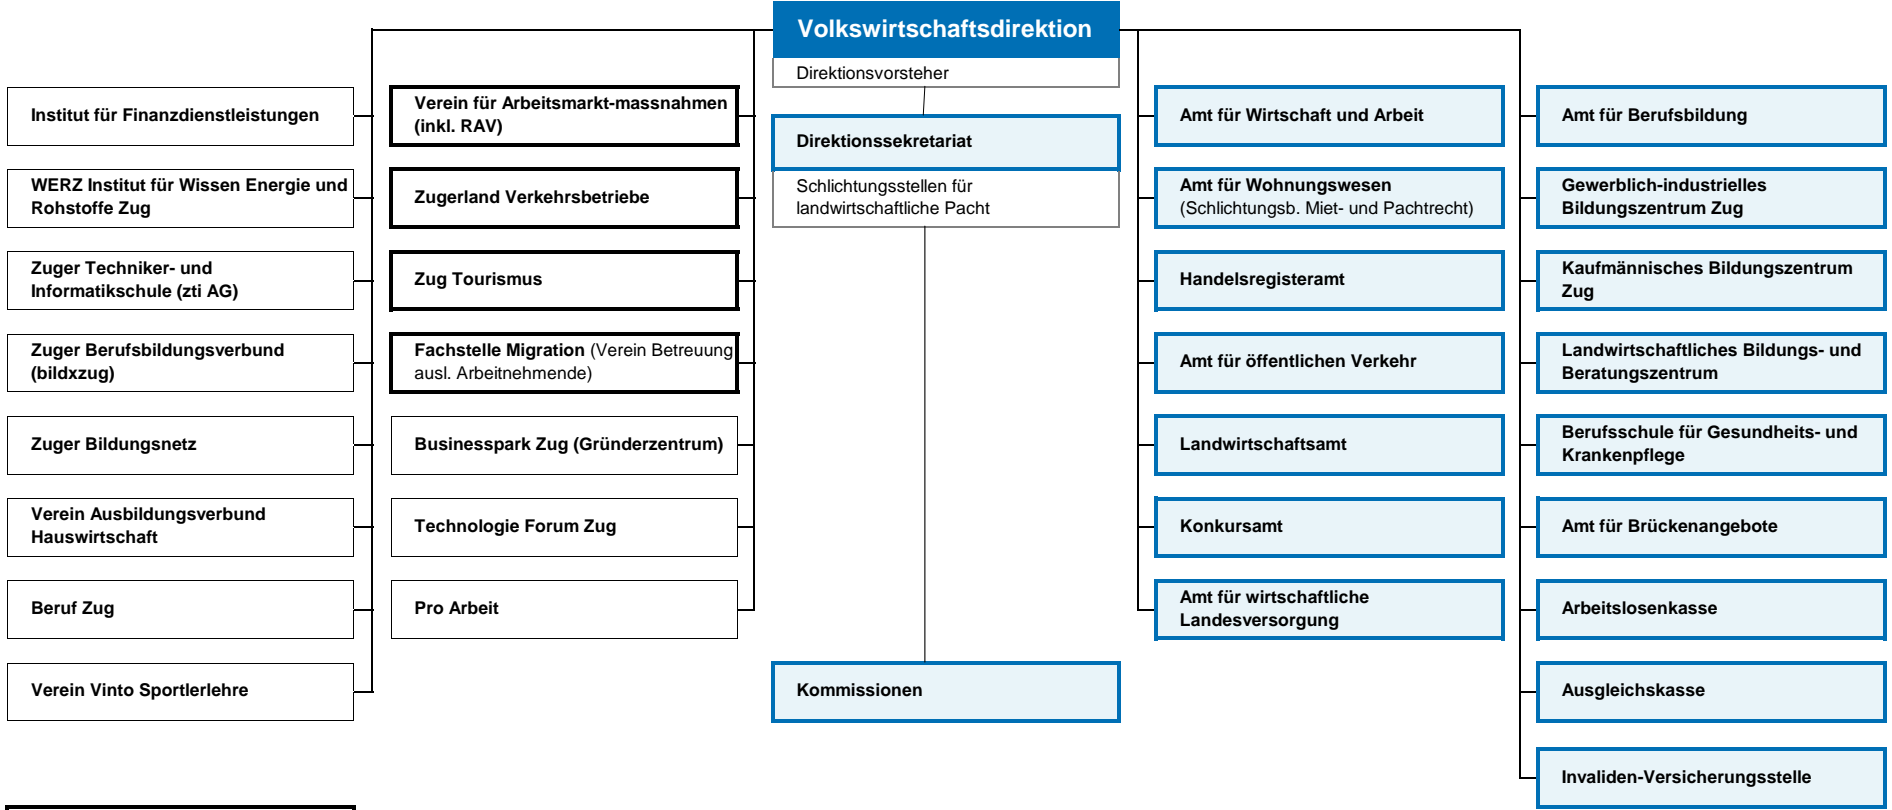 Volkswirtschaftsdirektion
Direktionsvorsteher
Direktionssekretariat
Schlichtungsstellen für
landwirtschaftliche Pacht
Kommissionen
Institut für Finanzdienstleistungen
WERZ Institut für Wissen Energie und
Rohstoffe Zug
Zuger Techniker- und
Informatikschule (zti AG)
Zuger Berufsbildungsverbund
(bildxzug)
Zuger Bildungsnetz
Verein Ausbildungsverbund
Hauswirtschaft
Beruf Zug
Verein Vinto Sportlerlehre
Verein für Arbeitsmarkt-massnahmen
(inkl. RAV)
Zugerland Verkehrsbetriebe
Zug Tourismus
Fachstelle Migration (Verein Betreuung
ausl. Arbeitnehmende)
Businesspark Zug (Gründerzentrum)
Technologie Forum Zug
Pro Arbeit
Amt für Wirtschaft und Arbeit
Amt für Wohnungswesen
(Schlichtungsb. Miet- und Pachtrecht)
Handelsregisteramt
Amt für öffentlichen Verkehr
Landwirtschaftsamt
Konkursamt
Amt für wirtschaftliche
Landesversorgung
Amt für Berufsbildung
Gewerblich-industrielles
Bildungszentrum Zug
Kaufmännisches Bildungszentrum
Zug
Landwirtschaftliches Bildungs- und
Beratungszentrum
Berufsschule für Gesundheits- und
Krankenpflege
Amt für Brückenangebote
Arbeitslosenkasse
Ausgleichskasse
Invaliden-Versicherungsstelle